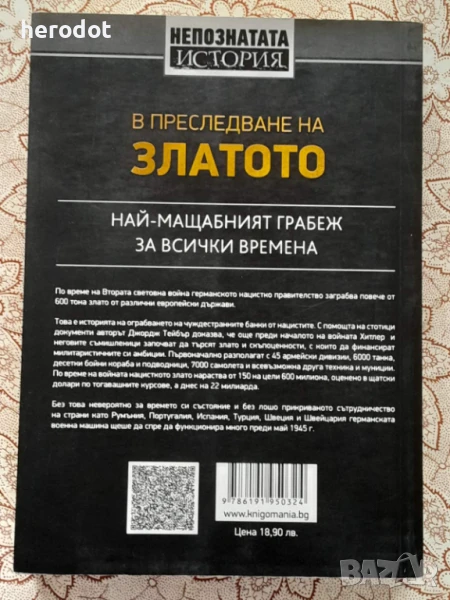 herodot
НЕПОЗНАТАТА
ИСТОРИЯ
В ПРЕСЛЕДВАНЕ НА
ЗЛАТОТО
НАЙ-МАЩАБНИЯТ ГРАБЕЖ
ЗА ВСИЧКИ ВРЕМЕНА
По време на Втората световна война германското нацистко правителство заграбва повече от
600 тона злато от различни европейски държави.
Това е историята на ограбването на чуждестранните банки от нацистите. С помощта на стотици
документи авторът Джордж Тейбър доказва, че още преди началото на войната Хитлер и
неговите съмишленици започват да търсят злато и скъпоценности, с които да финансират
милитаристичните си амбиции. Първоначално разполагат с 45 армейски дивизии, 6000 танка,
десетки бойни кораба и подводници, 7000 самолета и всевъзможна друга техника и муниции.
По време на войната нацисткото злато нараства от 150 на цели 600 милиона, оценено в щатски
долари по тогавашните курсове, а днес на 22 милиарда.
Без това невероятно за времето си състояние и без лошо прикриваното сътрудничество
на страни като Румъния, Португалия, Испания, Турция, Швеция и Швейцария германската
военна машина щеше да спре да функционира много преди май 1945 г.
9 786191 950324
www.knigomania.bg
Цена 18,90 лв.
bazar